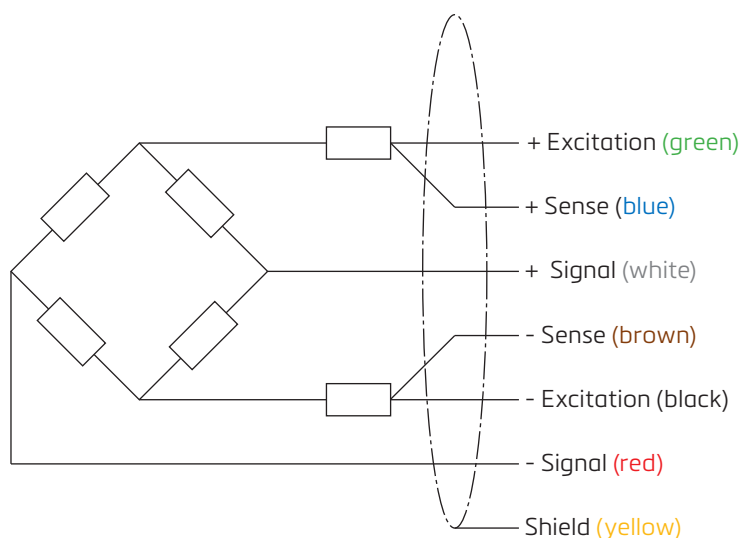 + Excitation (green)
+ Sense (blue)
+ Signal (white)
- Sense (brown)
- Excitation (black)
- Signal (red)
Shield (yellow)